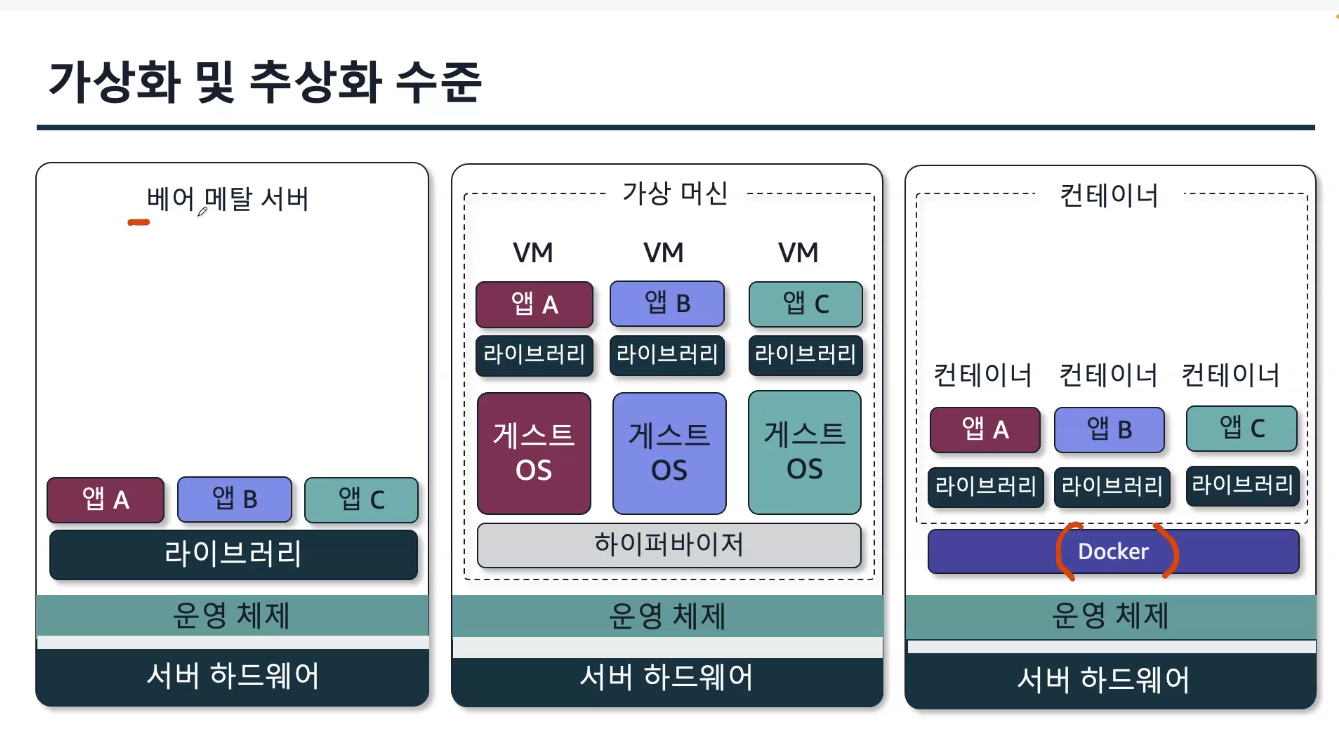 가상화 및 추상화 수준
베어 메탈 서버
앱 A
앱 B
앱 C
라이브러리
운영 체제
서버 하드웨어
가상 머신
VM
VM
VM
앱 A
앱 B
앱 C
라이브러리
라이브러리
라이브러리
게스트
OS
게스트
OS
게스트
OS
하이퍼바이저
운영 체제
서버 하드웨어
컨테이너
컨테이너
컨테이너
컨테이너
앱 A
앱 B
앱 C
라이브러리
라이브러리
라이브러리
Docker
운영 체제
서버 하드웨어